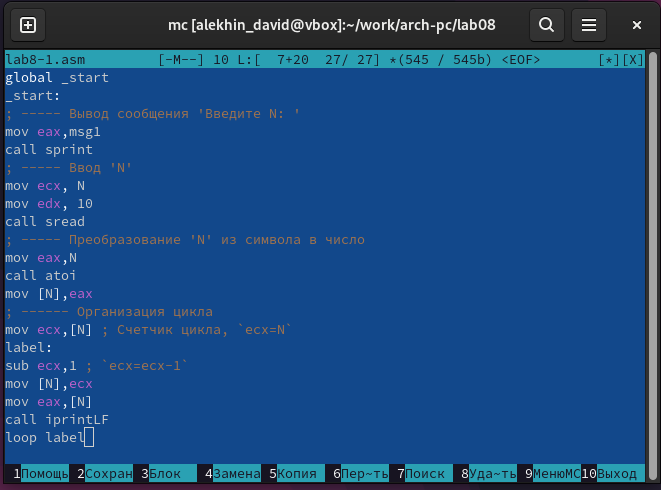 mc [alekhin_david@vbox]:~/work/arch-pc/lab08
lab8-1.asm [-M--] 10 L:[ 7+20 27/ 27] *(545 / 545b) <EOF> [*][X]
global _start
_start:
; ----- Вывод сообщения 'Введите N: '
mov eax,msg1
call sprint
; ----- Ввод 'N'
mov ecx, N
mov edx, 10
call sread
; ----- Преобразование 'N' из символа в число
mov eax,N
call atoi
mov [N],eax
; ------ Организация цикла
mov ecx,[N] ; Счетчик цикла, `ecx=N`
label:
sub ecx,1 ; `ecx=ecx-1`
mov [N],ecx
mov eax,[N]
call iprintLF
loop label
1Помощь 2Сохран 3Блок 4Замена 5Копия 6Пер~ть 7Поиск 8Уда~ть 9МенюMC 10Выход